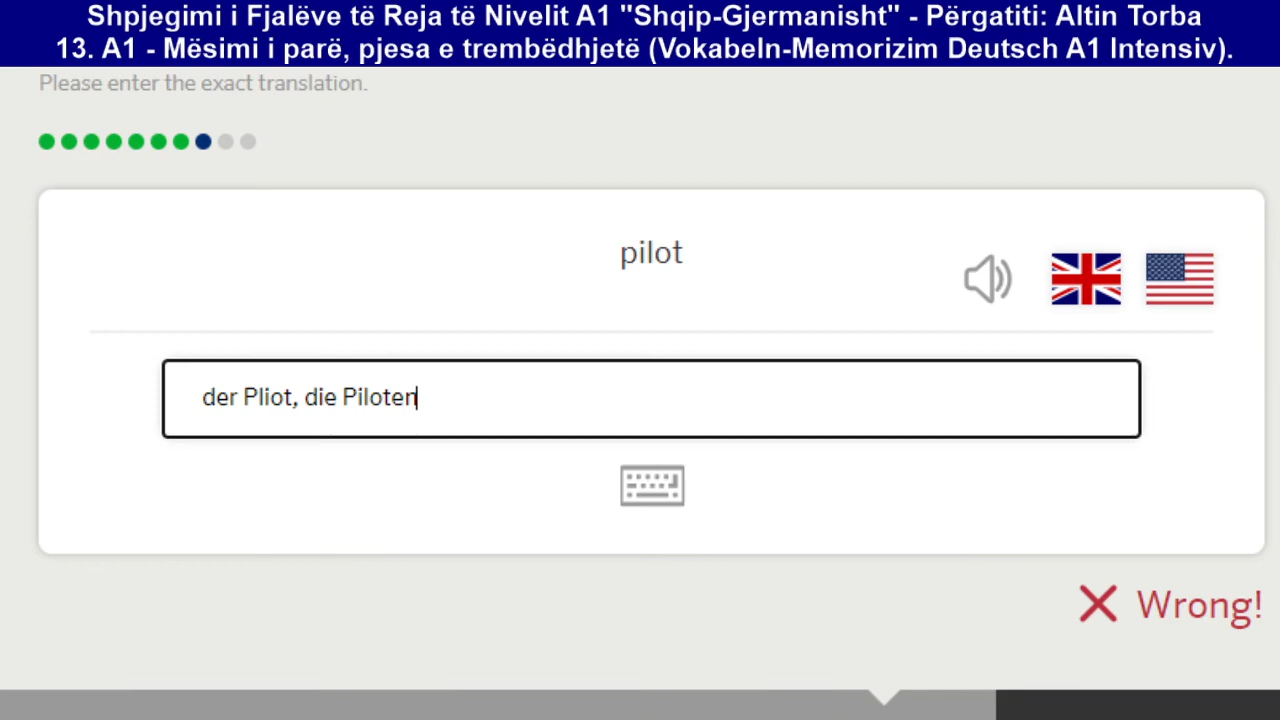 Shpjegimi i Fjalëve të Reja të Nivelit A1 "Shqip-Gjermanisht" - Përgatiti: Altin Torba
13. A1 - Mësimi i parë, pjesa e trembëdhjetë (Vokabeln-Memorizim Deutsch A1 Intensiv).
Please enter the exact translation.
pilot
der Pliot, die Piloten
Wrong!